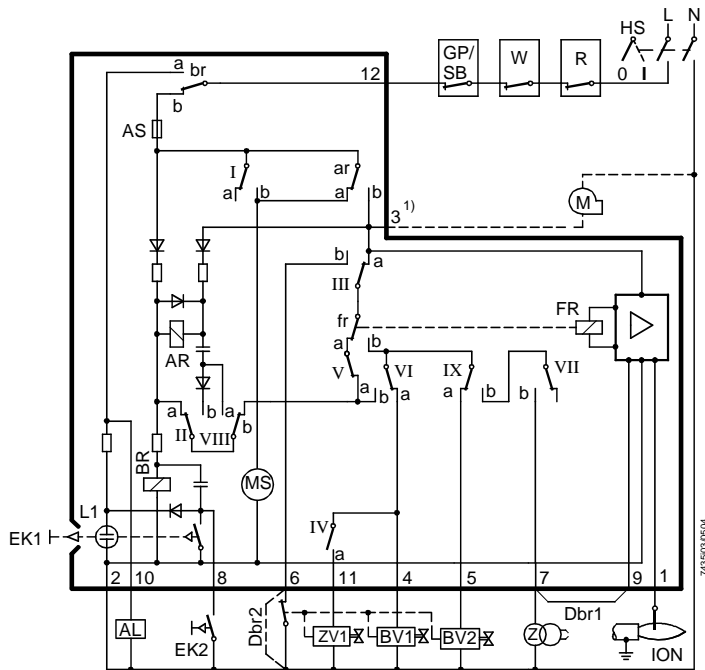 HS
L
N
GP/
SB
W
R
0
I
a
br
b
12
AS
I
a
b
ar
a
b
3 1)
M
b
a
III
fr
a
b
V
a
b
VI
a
IX
a
b
b
VII
FR
AR
a
b
a
b
II
VIII
BR
MS
L1
EK1
IV
a
2
10
8
6
11
4
5
7
9
1
Dbr1
Dbr2
AL
EK2
ZV1
BV1
BV2
Z
ION